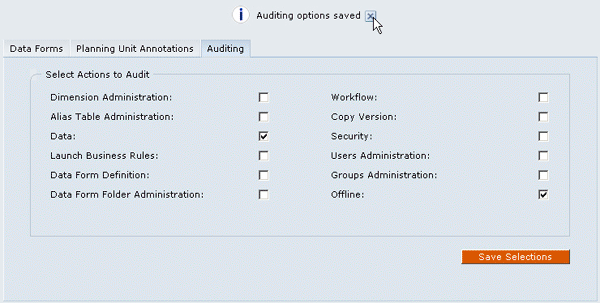 Auditing options saved
Data Forms Planning Unit Annotations Auditing
Select Actions to Audit
Dimension Administration: Workflow:
Alias Table Administration: Copy Version:
Data: Security:
Launch Business Rules: Users Administration:
Data Form Definition: Groups Administration:
Data Form Folder Administration: Offline:
Save Selections